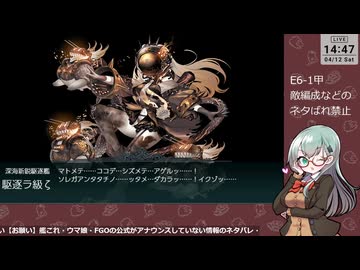 LIVE
14:47
04/12 Sat
E6-1甲
敵編成などの
ネタばれ禁止
深海新鋭駆逐艦
駆逐ラ級ζ
マトメテ……ココデ…シズメテ…アゲルッ……！
ソレガアンタタチノ……ッタメ…ダカラッ……！イクゾッ……
い【お願い】艦これ・ウマ娘・FGOの公式がアナウンスしていない情報のネタバレ・